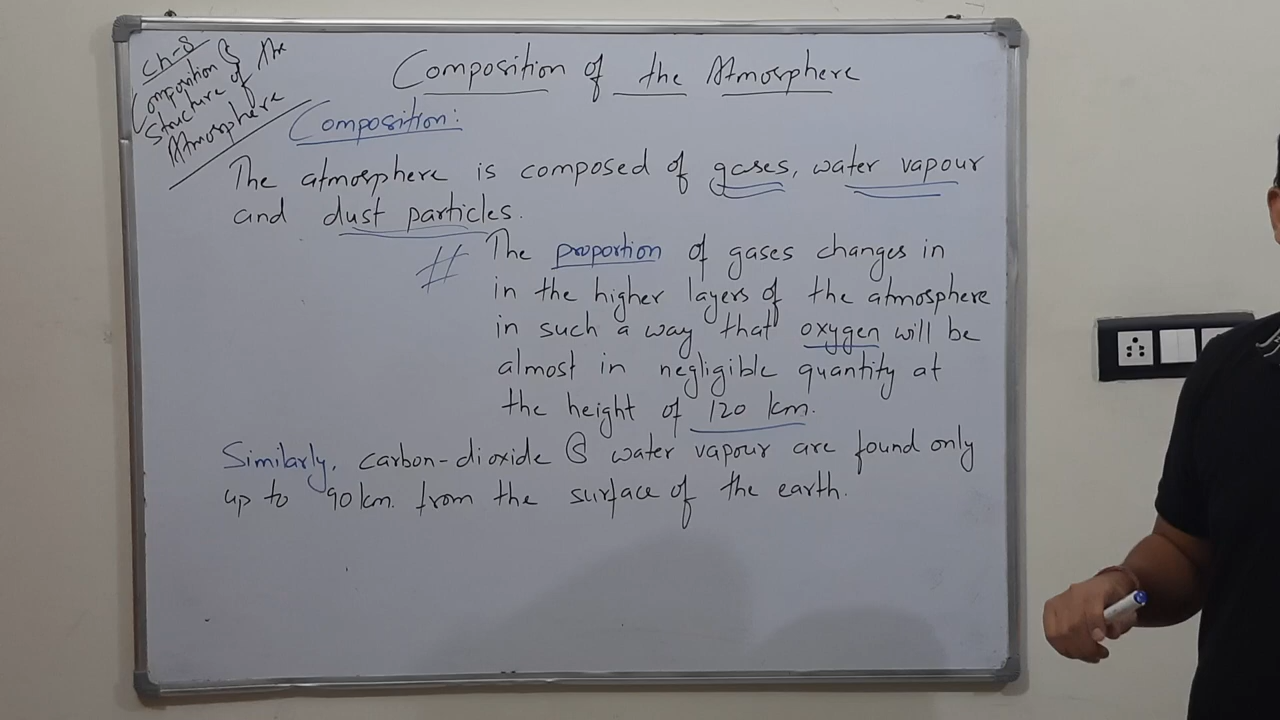 Ch-8
Composition &
Structure of the
Atmosphere
Composition of the Atmosphere
Composition:
The atmosphere is composed of gases, water vapour
and dust particles.
# The proportion of gases changes in
in the higher layers of the atmosphere
in such a way that oxygen will be
almost in negligible quantity at
the height of 120 km.
Similarly, carbon-dioxide & water vapour are found only
up to 90 km. from the surface of the earth.